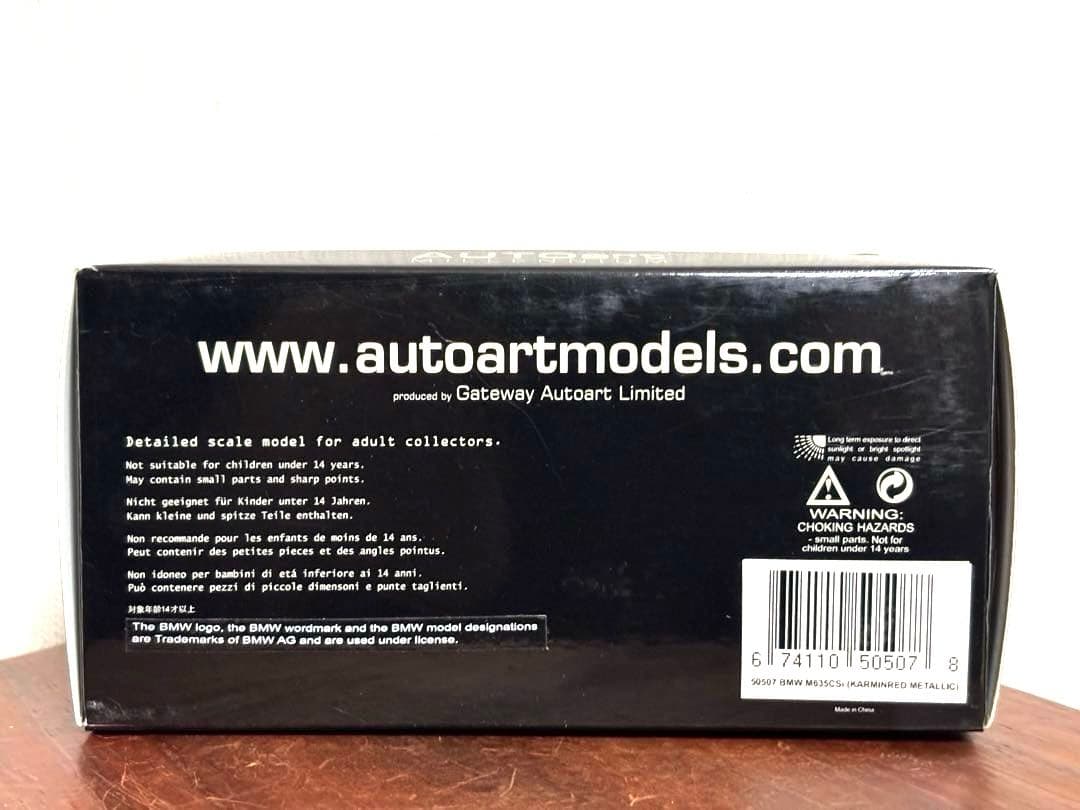 AUTOart
MILLENNIUM
www.autoartmodels.com
produced by Gateway Autoart Limited
Detailed scale model for adult collectors.
Not suitable for children under 14 years.
May contain small parts and sharp points.
Nicht geeignet für Kinder unter 14 Jahren.
Kann kleine und spitze Teile enthalten.
Non recommande pour les enfants de moins de 14 ans.
Peut contenir des petites pieces et des angles pointus.
Non idoneo per bambini di etá inferiore ai 14 anni.
Può contenere pezzi di piccole dimensoni e punte taglienti.
対象年齢14才以上
The BMW logo, the BMW wordmark and the BMW model designations
are Trademarks of BMW AG and are used under license.
Long term exposure to direct
sunlight or bright spotlight
may cause damage
WARNING:
CHOKING HAZARDS
- small parts. Not for
children under 14 years
6 74110 50507 8
50507 BMW M635CSi (KARMINRED METALLIC)
Made in China